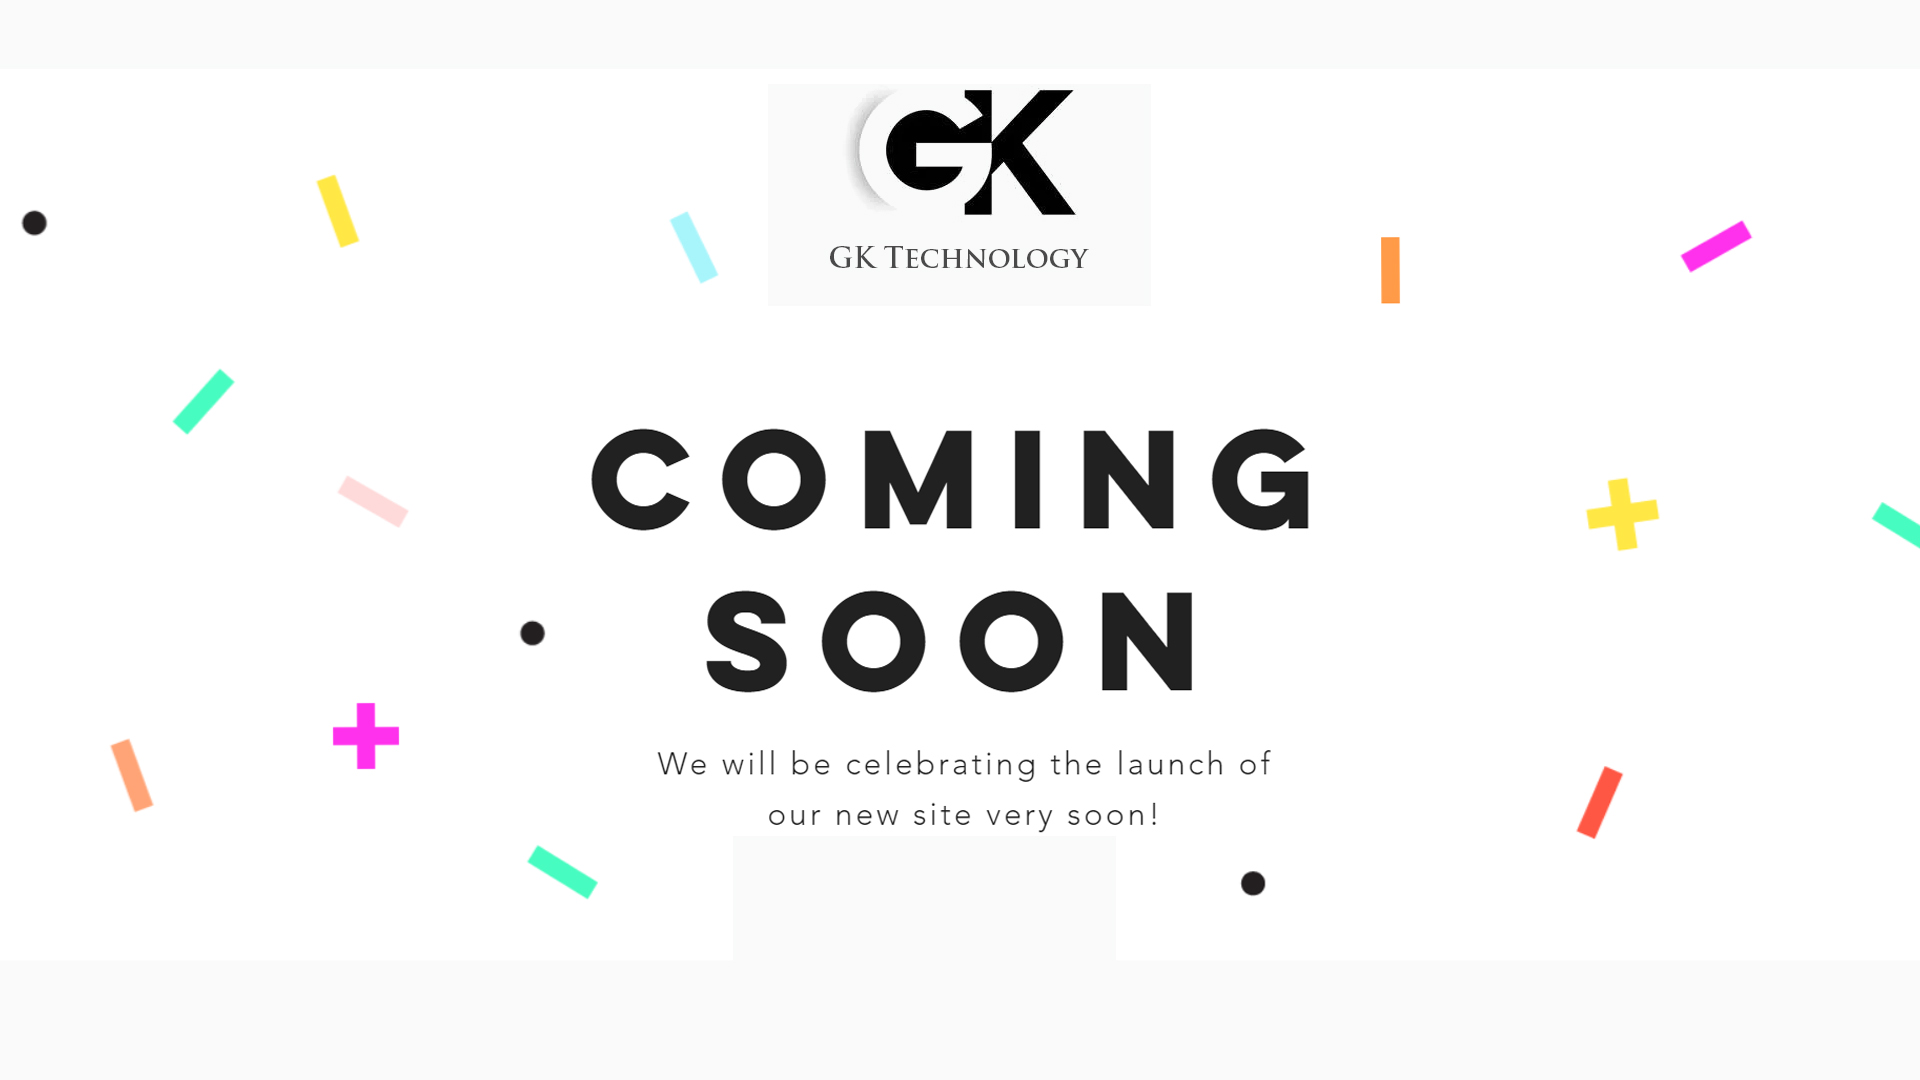 GK
GK Technology
COMING
SOON
We will be celebrating the launch of
our new site very soon!